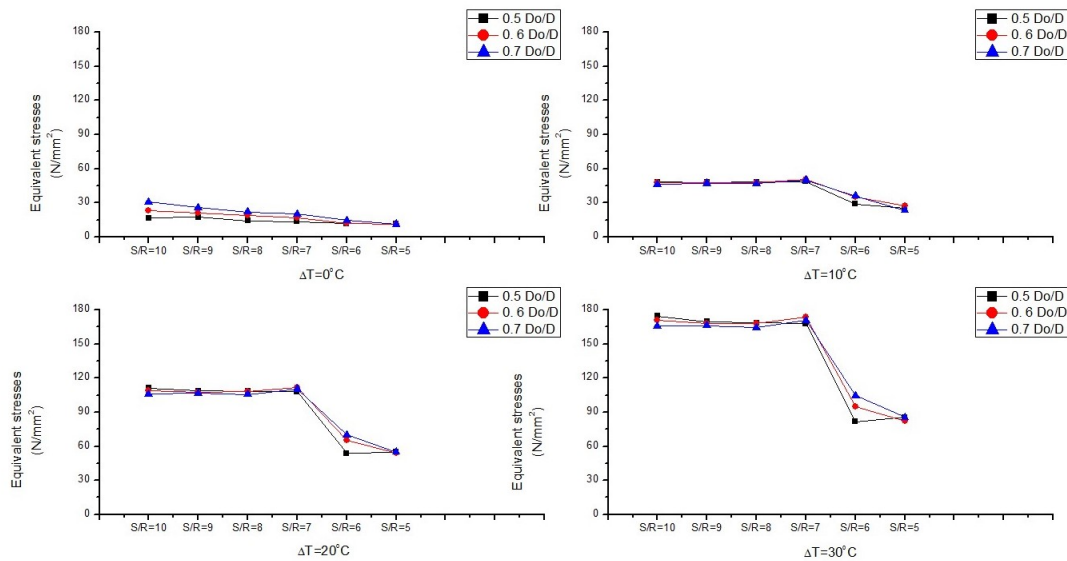 180
150
120
90
60
30
0
Equivalent stresses
(N/mm²)
0.5 Do/D
0.6 Do/D
0.7 Do/D
S/R=10 S/R=9 S/R=8 S/R=7 S/R=6 S/R=5
ΔT=0°C
180
150
120
90
60
30
0
Equivalent stresses
(N/mm²)
0.5 Do/D
0.6 Do/D
0.7 Do/D
S/R=10 S/R=9 S/R=8 S/R=7 S/R=6 S/R=5
ΔT=10°C
180
150
120
90
60
30
0
Equivalent stresses
(N/mm²)
0.5 Do/D
0.6 Do/D
0.7 Do/D
S/R=10 S/R=9 S/R=8 S/R=7 S/R=6 S/R=5
ΔT=20°C
180
150
120
90
60
30
0
Equivalent stresses
(N/mm²)
0.5 Do/D
0.6 Do/D
0.7 Do/D
S/R=10 S/R=9 S/R=8 S/R=7 S/R=6 S/R=5
ΔT=30°C